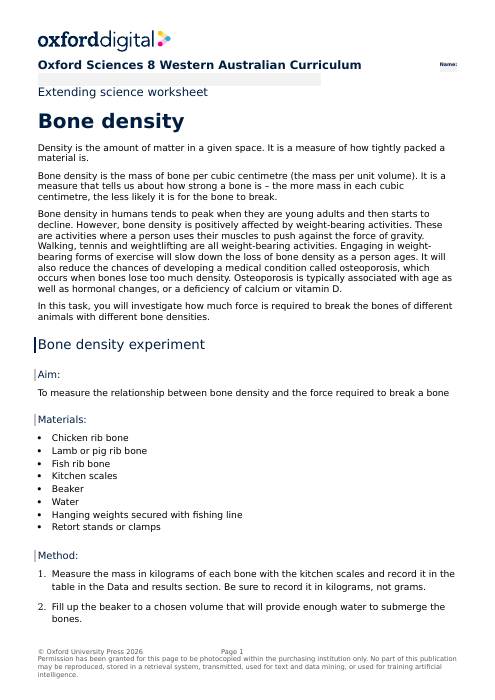 oxforddigital
Oxford Sciences 8 Western Australian Curriculum
Name:
Extending science worksheet
Bone density
Density is the amount of matter in a given space. It is a measure of how tightly packed a
material is.
Bone density is the mass of bone per cubic centimetre (the mass per unit volume). It is a
measure that tells us about how strong a bone is – the more mass in each cubic
centimetre, the less likely it is for the bone to break.
Bone density in humans tends to peak when they are young adults and then starts to
decline. However, bone density is positively affected by weight-bearing activities. These
are activities where a person uses their muscles to push against the force of gravity.
Walking, tennis and weightlifting are all weight-bearing activities. Engaging in weight-
bearing forms of exercise will slow down the loss of bone density as a person ages. It will
also reduce the chances of developing a medical condition called osteoporosis, which
occurs when bones lose too much density. Osteoporosis is typically associated with age as
well as hormonal changes, or a deficiency of calcium or vitamin D.
In this task, you will investigate how much force is required to break the bones of different
animals with different bone densities.
Bone density experiment
Aim:
To measure the relationship between bone density and the force required to break a bone
Materials:
• Chicken rib bone
• Lamb or pig rib bone
• Fish rib bone
• Kitchen scales
• Beaker
• Water
• Hanging weights secured with fishing line
• Retort stands or clamps
Method:
1. Measure the mass in kilograms of each bone with the kitchen scales and record it in the
table in the Data and results section. Be sure to record it in kilograms, not grams.
2. Fill up the beaker to a chosen volume that will provide enough water to submerge the
bones.
© Oxford University Press 2026 Page 1
Permission has been granted for this page to be photocopied within the purchasing institution only. No part of this publication
may be reproduced, stored in a retrieval system, transmitted, used for text and data mining, or used for training artificial
intelligence.